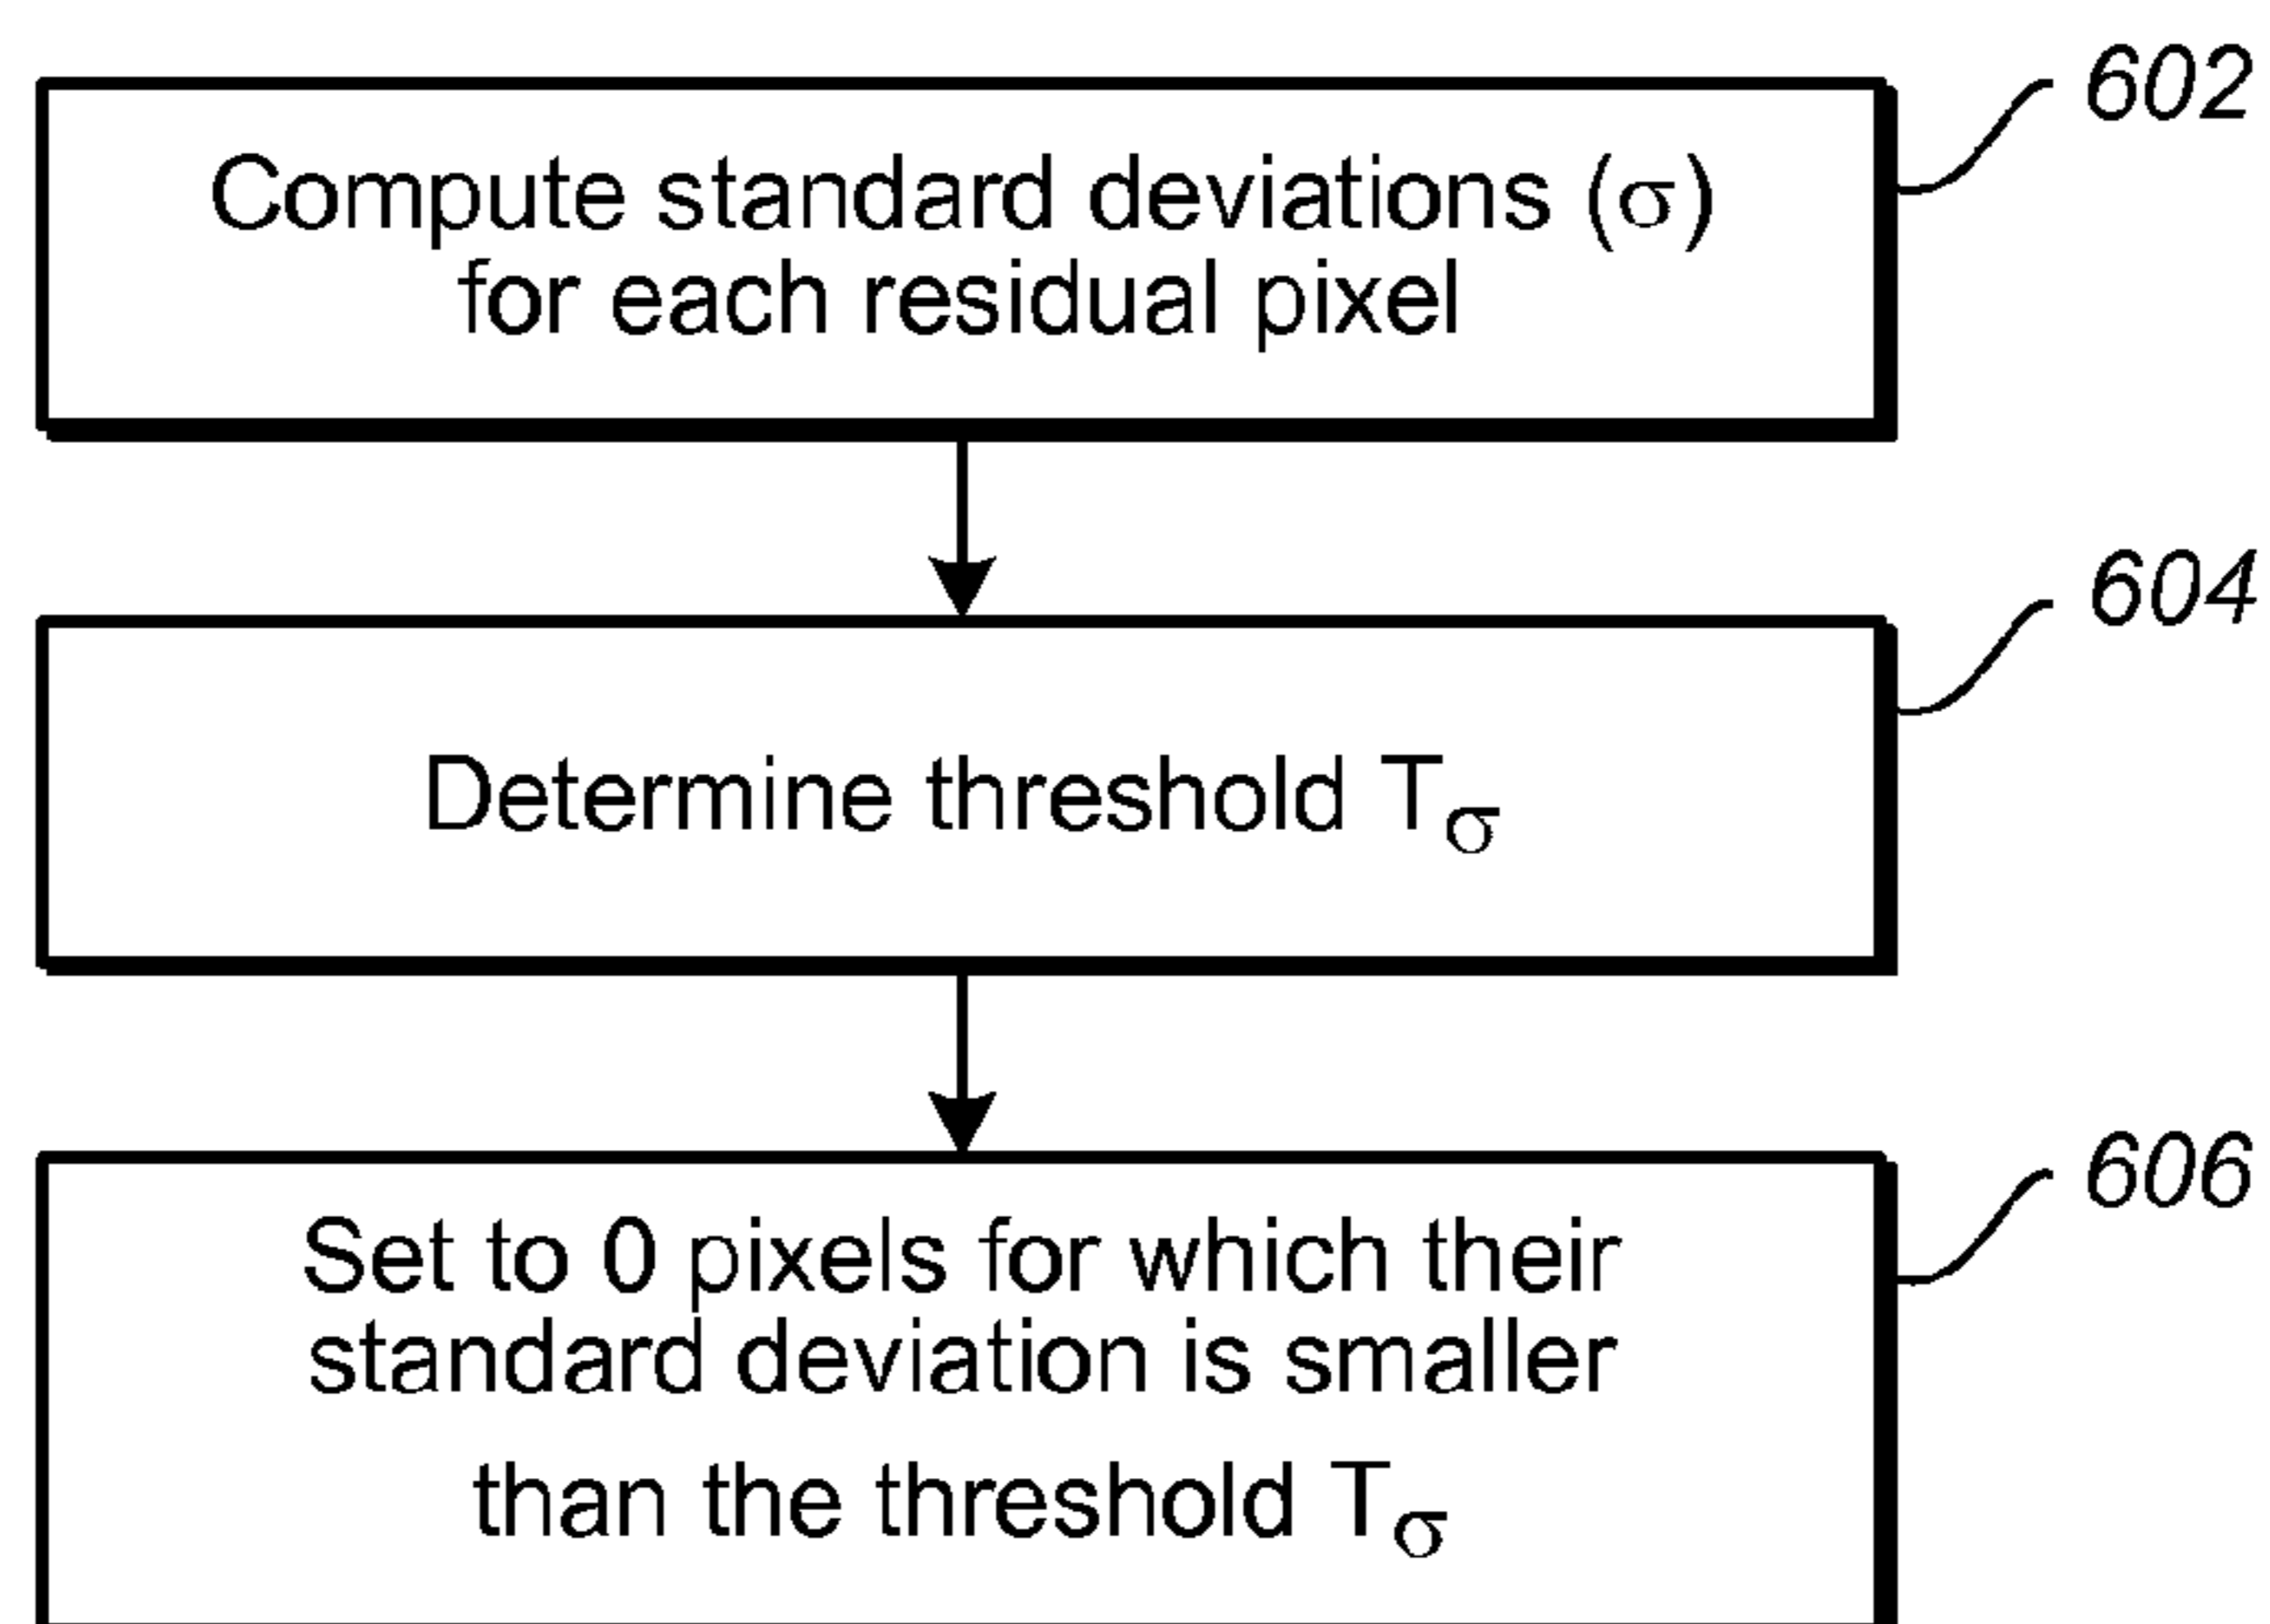 602
Compute standard deviations (σ)
for each residual pixel
604
Determine threshold Tσ
606
Set to 0 pixels for which their
standard deviation is smaller
than the threshold Tσ